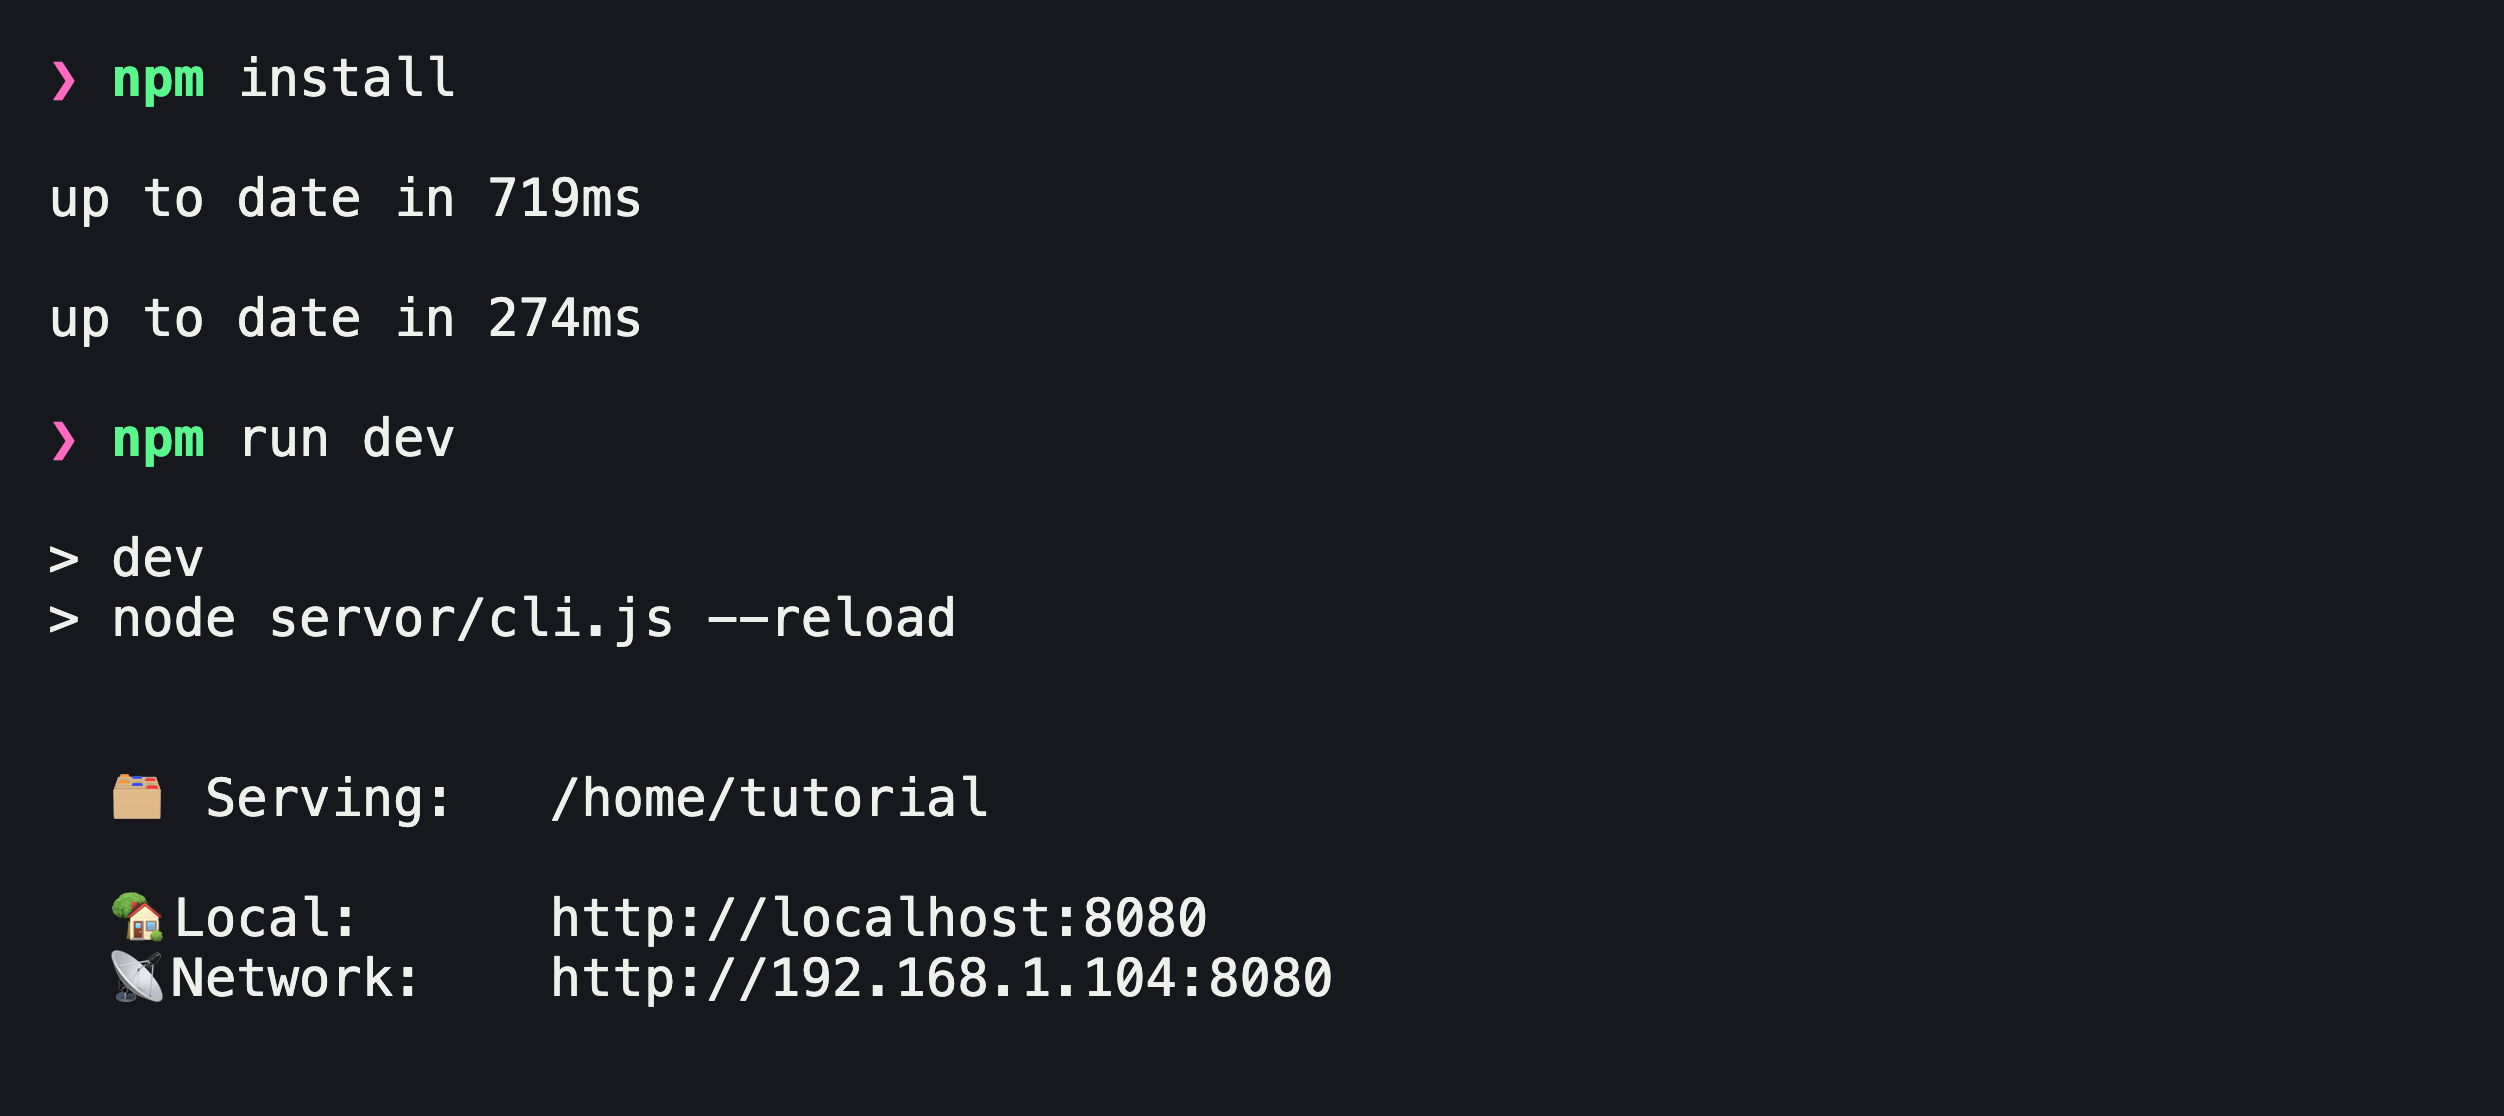 ❯ npm install
up to date in 719ms
up to date in 274ms
❯ npm run dev
> dev
> node servor/cli.js --reload
🗂 Serving: /home/tutorial
🏡 Local: http://localhost:8080
📡 Network: http://192.168.1.104:8080